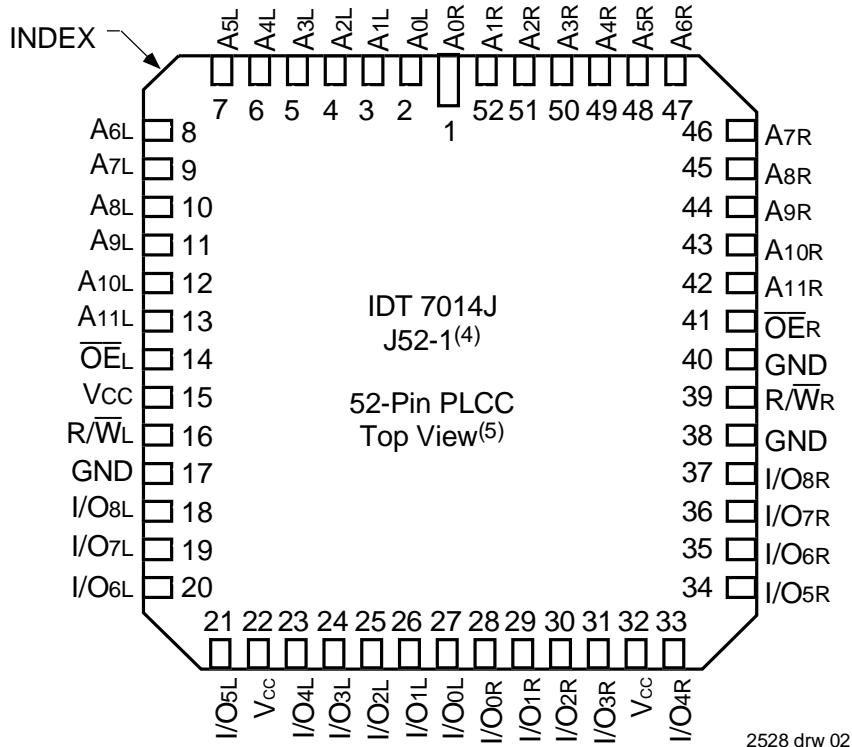 INDEX
A5L A4L A3L A2L A1L A0L A0R A1R A2R A3R A4R A5R A6R
7 6 5 4 3 2 1 52 51 50 49 48 47
A6L 8 46 A7R
A7L 9 45 A8R
A8L 10 44 A9R
A9L 11 43 A10R
A10L 12 42 A11R
A11L 13 41 O̅E̅R
O̅E̅L 14 40 GND
VCC 15 39 R/W̅R
R/W̅L 16 38 GND
GND 17 37 I/O8R
I/O8L 18 36 I/O7R
I/O7L 19 35 I/O6R
I/O6L 20 34 I/O5R
IDT 7014J
J52-1(4)
52-Pin PLCC
Top View(5)
21 22 23 24 25 26 27 28 29 30 31 32 33
I/O5L Vcc I/O4L I/O3L I/O2L I/O1L I/O0L I/O0R I/O1R I/O2R I/O3R Vcc I/O4R
2528 drw 02